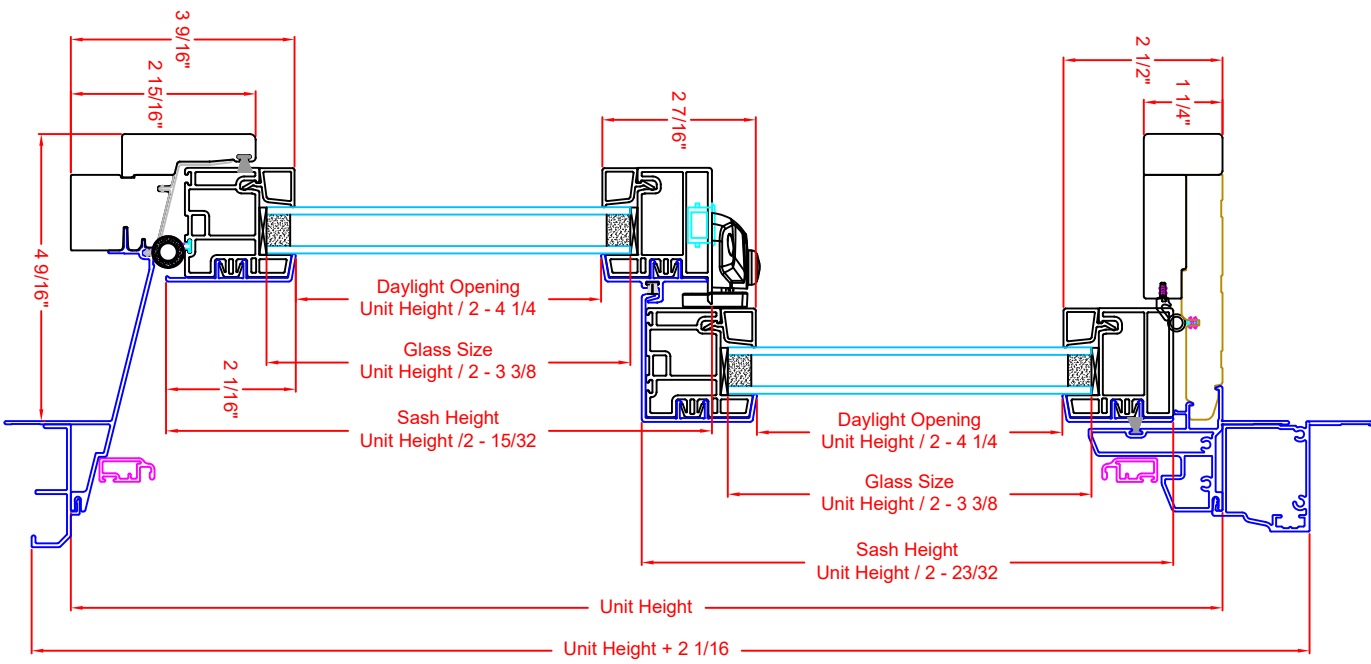 3 9/16"
2 15/16"
4 9/16"
2 1/16"
2 7/16"
2 1/2"
1 1/4"
Daylight Opening
Unit Height / 2 - 4 1/4
Glass Size
Unit Height / 2 - 3 3/8
Sash Height
Unit Height /2 - 15/32
Daylight Opening
Unit Height / 2 - 4 1/4
Glass Size
Unit Height / 2 - 3 3/8
Sash Height
Unit Height / 2 - 23/32
Unit Height
Unit Height + 2 1/16